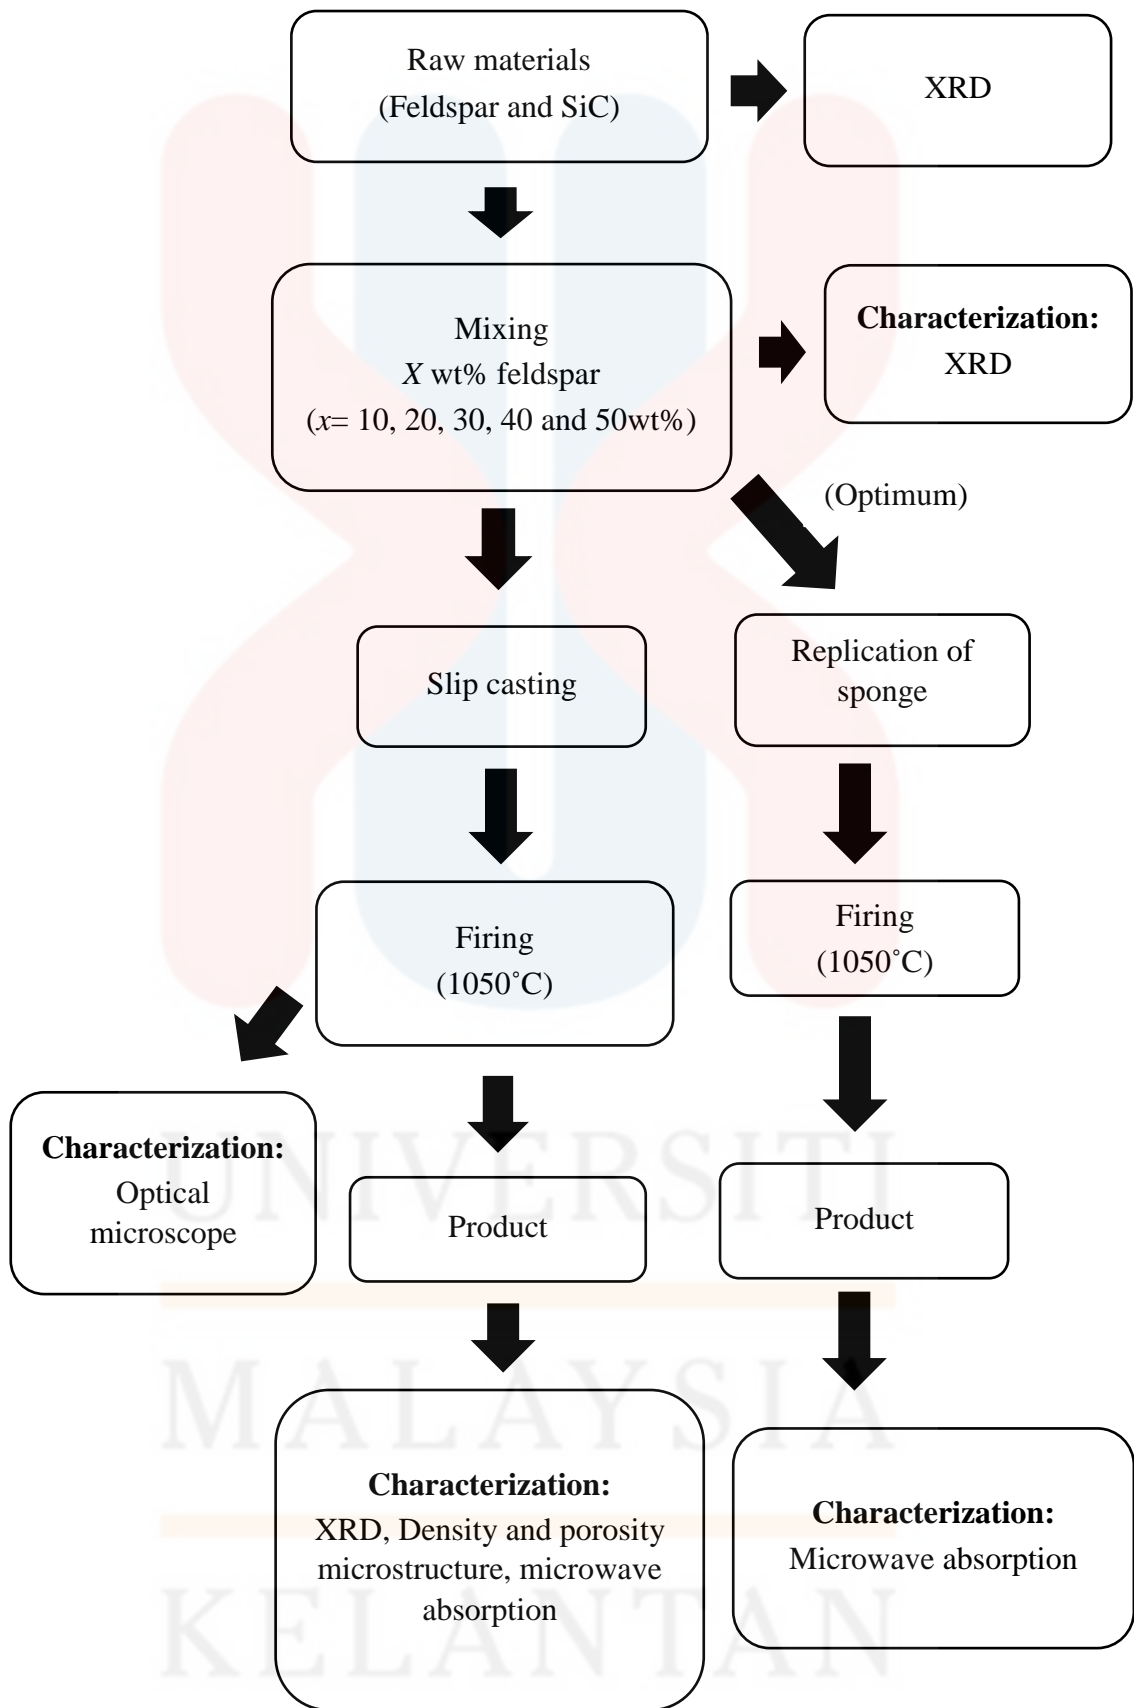 Raw materials
(Feldspar and SiC)
XRD
Mixing
X wt% feldspar
(x= 10, 20, 30, 40 and 50wt%)
Characterization:
XRD
(Optimum)
Slip casting
Replication of
sponge
Firing
(1050˚C)
Firing
(1050˚C)
Characterization:
Optical
microscope
Product
Product
Characterization:
XRD, Density and porosity
microstructure, microwave
absorption
Characterization:
Microwave absorption
UNIVERSITI
MALAYSIA
KELANTAN